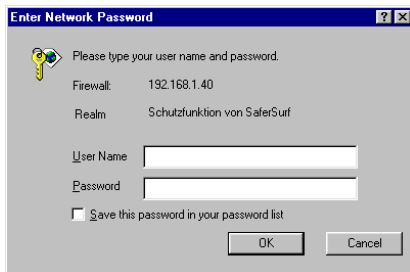 Enter Network Password
Please type your user name and password.
Firewall: 192.168.1.40
Realm Schutzfunktion von SaferSurf
User Name
Password
Save this password in your password list
OK Cancel